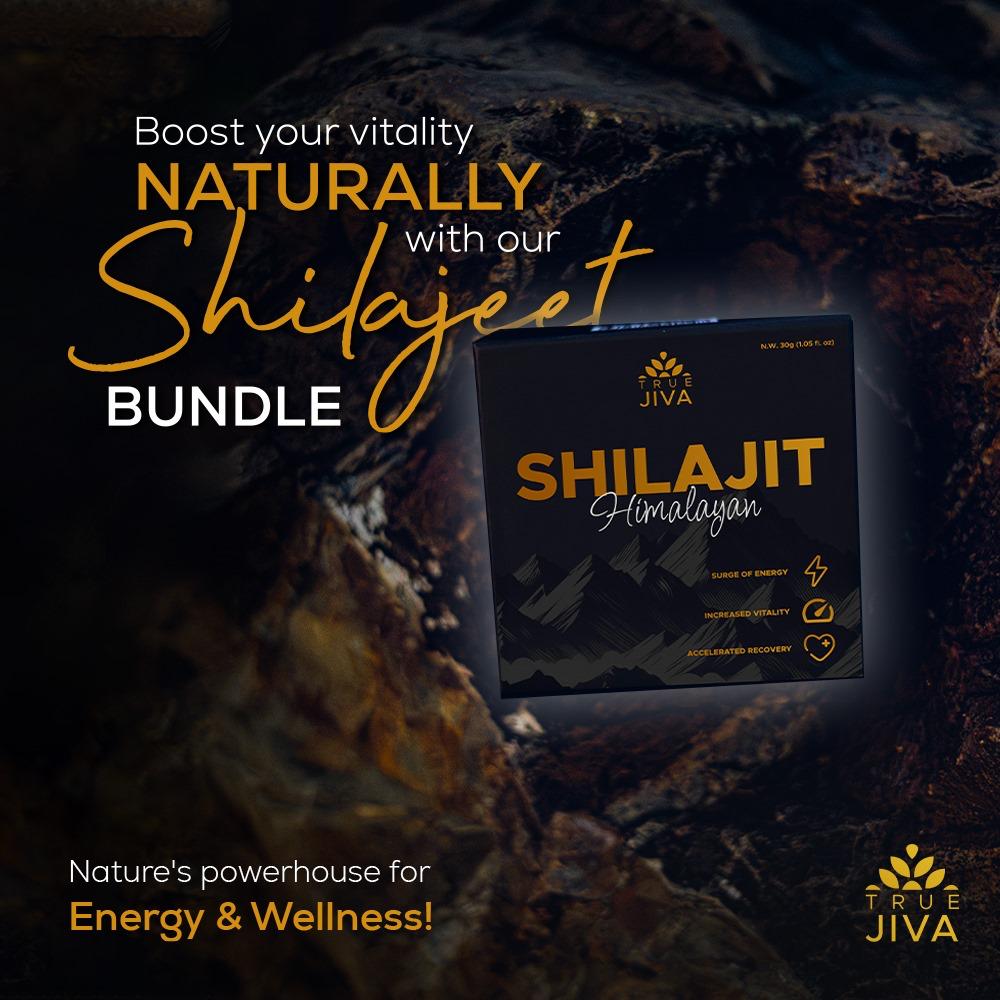 Boost your vitality
NATURALLY
with our
Shilajeet
BUNDLE
N.W. 30g (1.05 fl. oz)
TRUE
JIVA
SHILAJIT
Himalayan
SURGE OF ENERGY
INCREASED VITALITY
ACCELERATED RECOVERY
Nature's powerhouse for
Energy & Wellness!
TRUE
JIVA